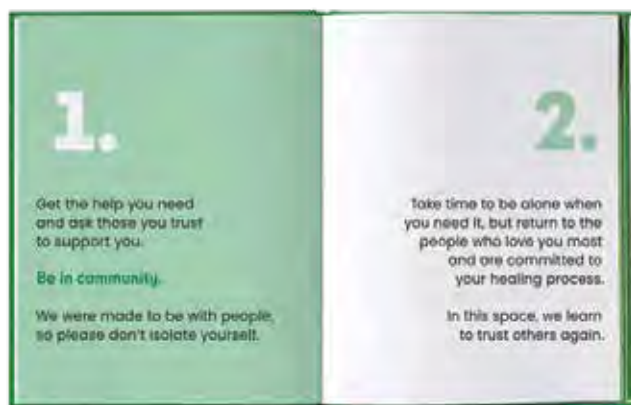 1.
Get the help you need
and ask those you trust
to support you.
Be in community.
We were made to be with people,
so please don't isolate yourself.
2.
Take time to be alone when
you need it, but return to the
people who love you most
and are committed to
your healing process.
In this space, we learn
to trust others again.